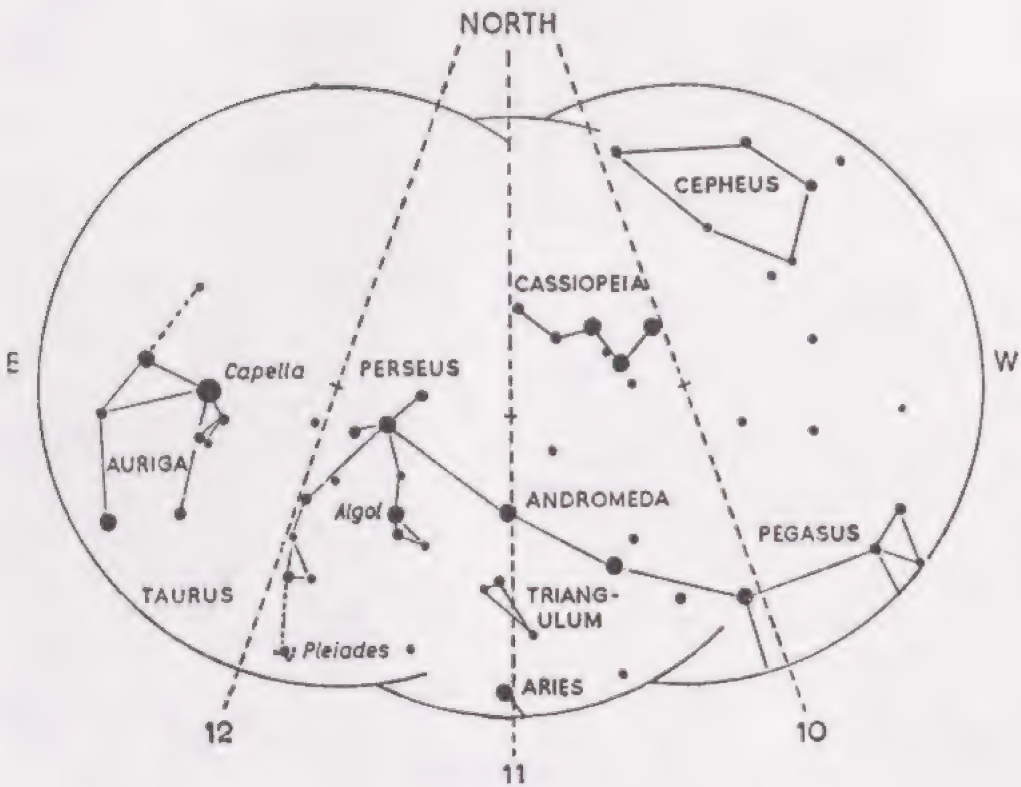 NORTH
CEPHEUS
CASSIOPEIA
E
W
Capella
PERSEUS
AURIGA
Algol
ANDROMEDA
PEGASUS
TAURUS
TRIANG-
ULUM
Pleiades
ARIES
12
11
10